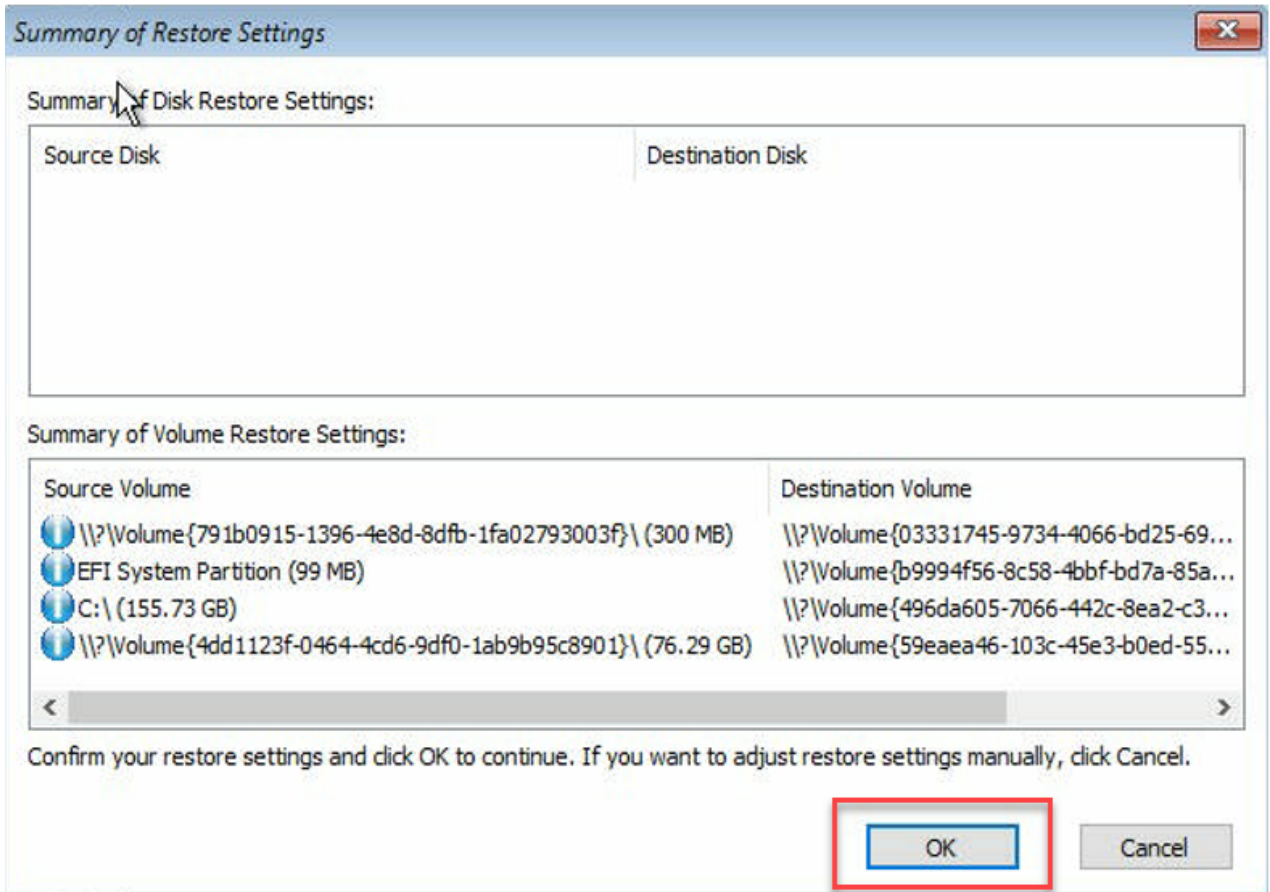 Summary of Restore Settings
Summary of Disk Restore Settings:
Source Disk Destination Disk
Summary of Volume Restore Settings:
Source Volume Destination Volume
\\?\Volume{791b0915-1396-4e8d-8dfb-1fa02793003f}\ (300 MB) \\?\Volume{03331745-9734-4066-bd25-69...
EFI System Partition (99 MB) \\?\Volume{b9994f56-8c58-4bbf-bd7a-85a...
C:\ (155.73 GB) \\?\Volume{496da605-7066-442c-8ea2-c3...
\\?\Volume{4dd1123f-0464-4cd6-9df0-1ab9b95c8901}\ (76.29 GB) \\?\Volume{59eaea46-103c-45e3-b0ed-55...
Confirm your restore settings and click OK to continue. If you want to adjust restore settings manually, click Cancel.
OK Cancel